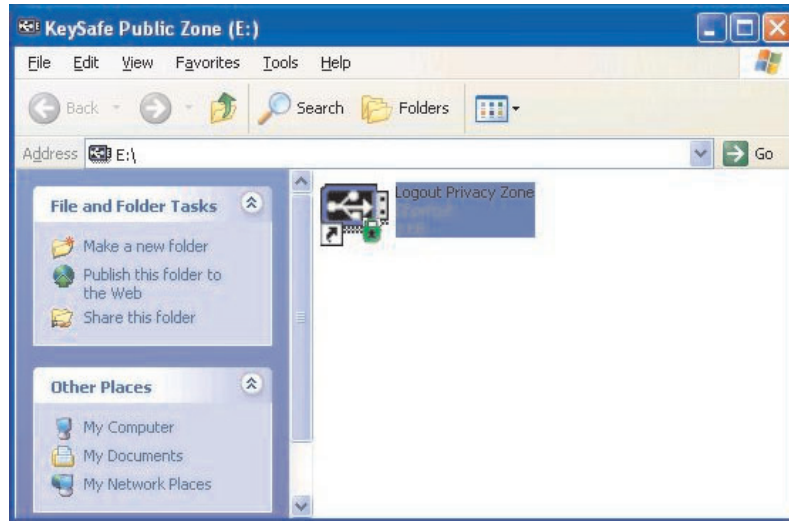 KeySafe Public Zone (E:)
File Edit View Favorites Tools Help
Back Search Folders
Address E:\ Go
File and Folder Tasks
Make a new folder
Publish this folder to
the Web
Share this folder
Other Places
My Computer
My Documents
My Network Places
Logout Privacy Zone